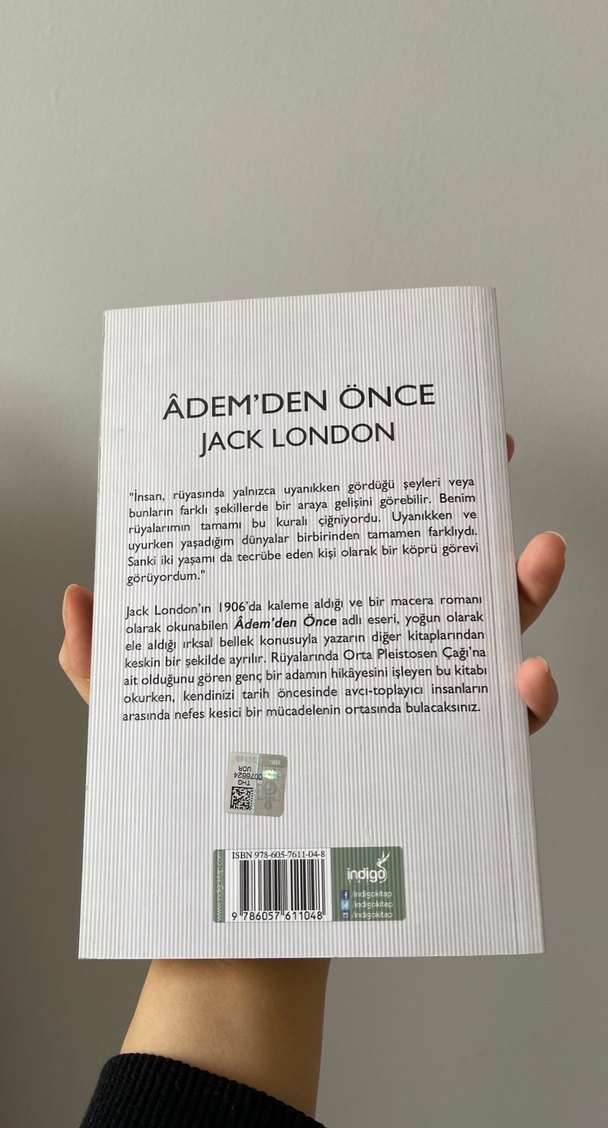 ÂDEM'DEN ÖNCE
JACK LONDON
"İnsan, rüyasında yalnızca uyanıkken gördüğü şeyleri veya
bunların farklı şekillerde bir araya gelişini görebilir. Benim
rüyalarımın tamamı bu kuralı çiğniyordu. Uyanıkken ve
uyurken yaşadığım dünyalar birbirinden tamamen farklıydı.
Sanki iki yaşamı da tecrübe eden kişi olarak bir köprü görevi
görüyordum."
Jack London'ın 1906'da kaleme aldığı ve bir macera romanı
olarak okunabilen Âdem'den Önce adlı eseri, yoğun olarak
ele aldığı ırksal bellek konusuyla yazarın diğer kitaplarından
keskin bir şekilde ayrılır. Rüyalarında Orta Pleistosen Çağı'na
ait olduğunu gören genç bir adamın hikâyesini işleyen bu kitabı
okurken, kendinizi tarih öncesinde avcı-toplayıcı insanların
arasında nefes kesici bir mücadelenin ortasında bulacaksınız.
THG
UDR
0076624
www.indigokitap.com
ISBN 978-605-7611-04-8
9 786057 611048
indigo
/indigokitap
/indigokitap
/indigokitap